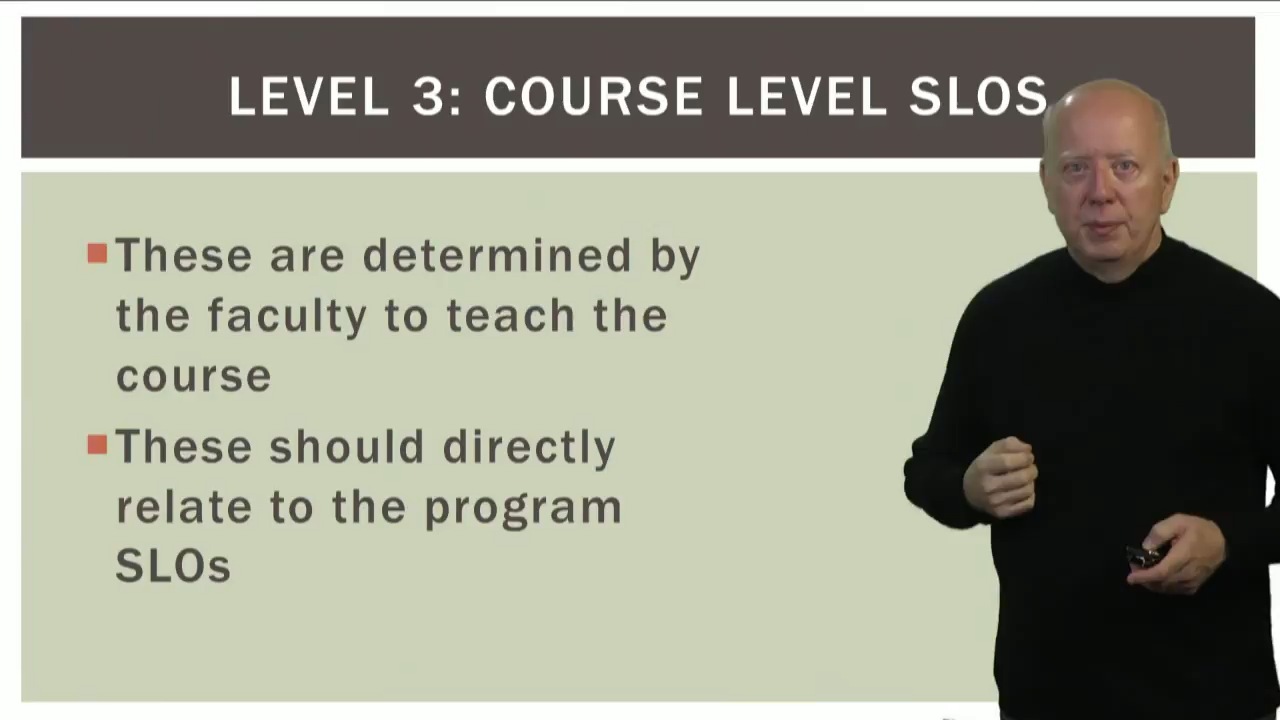 LEVEL 3: COURSE LEVEL SLOS
These are determined by
the faculty to teach the
course
These should directly
relate to the program
SLOs